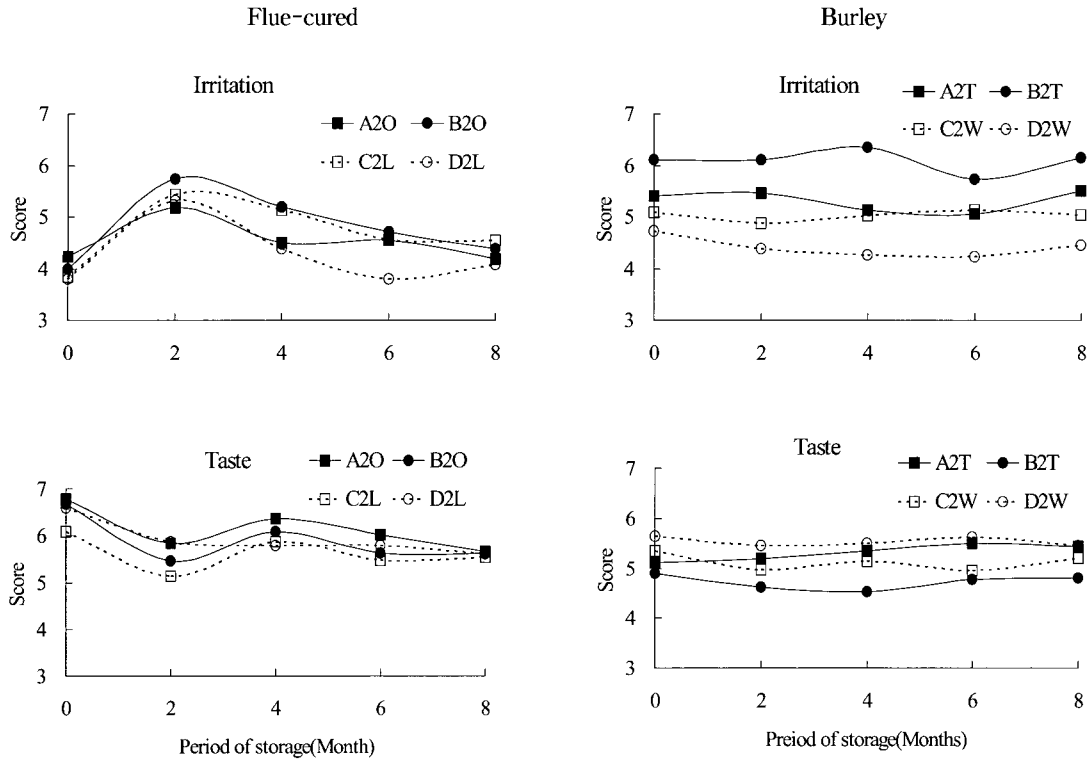 Flue-cured
Burley
Irritation
A2O B2O
C2L D2L
7
6
5
4
3
Score
0 2 4 6 8
Irritation
A2T B2T
C2W D2W
7
6
5
4
3
Score
0 2 4 6 8
Taste
A2O B2O
C2L D2L
7
6
5
4
3
Score
0 2 4 6 8
Period of storage(Month)
Taste
A2T B2T
C2W D2W
7
6
5
4
3
Score
0 2 4 6 8
Preiod of storage(Months)